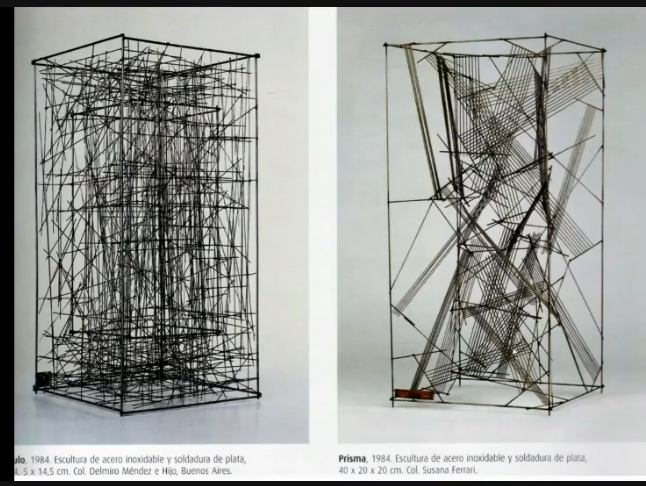 1984. Escultura de acero inoxidable y soldadura de plata,
5 x 14,5 cm. Col. Delmiro Méndez e Hijo, Buenos Aires.
Prisma, 1984. Escultura de acero inoxidable y soldadura de plata,
40 x 20 x 20 cm. Col. Susana Ferrari.